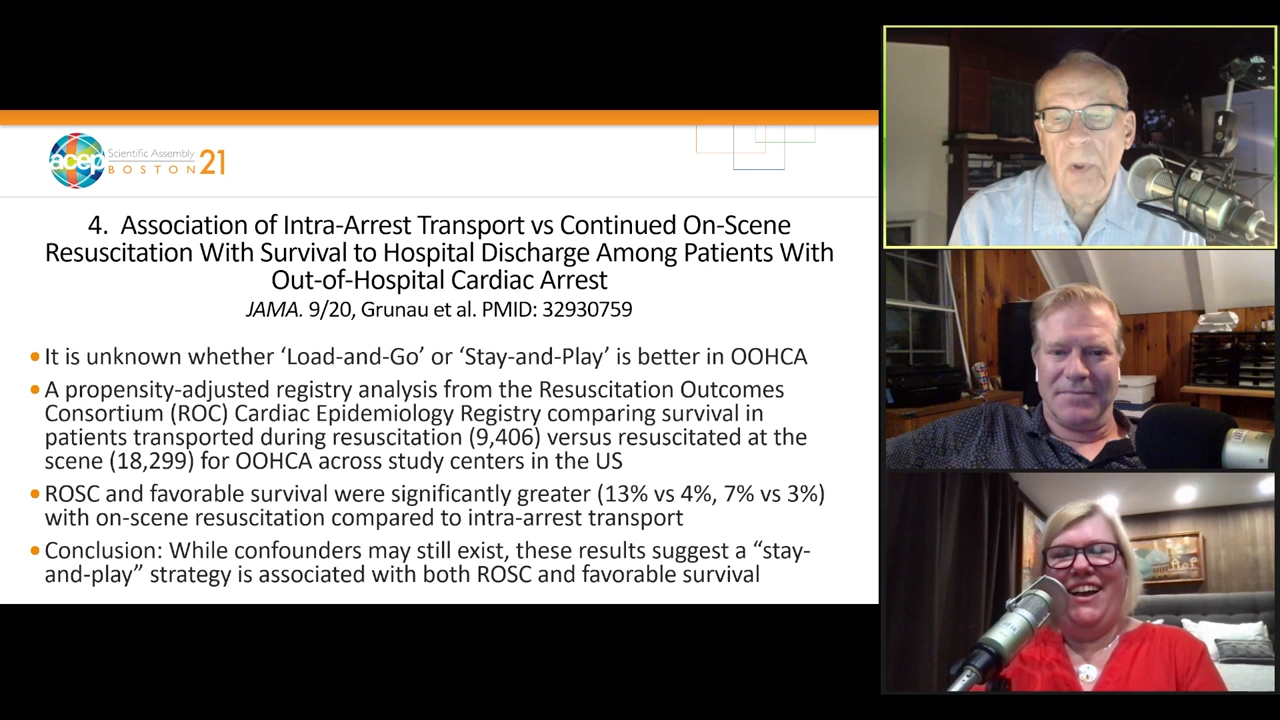 acep Scientific Assembly
BOSTON 21
4. Association of Intra-Arrest Transport vs Continued On-Scene
Resuscitation With Survival to Hospital Discharge Among Patients With
Out-of-Hospital Cardiac Arrest
JAMA. 9/20, Grunau et al. PMID: 32930759
• It is unknown whether ‘Load-and-Go’ or ‘Stay-and-Play’ is better in OOHCA
• A propensity-adjusted registry analysis from the Resuscitation Outcomes
Consortium (ROC) Cardiac Epidemiology Registry comparing survival in
patients transported during resuscitation (9,406) versus resuscitated at the
scene (18,299) for OOHCA across study centers in the US
• ROSC and favorable survival were significantly greater (13% vs 4%, 7% vs 3%)
with on-scene resuscitation compared to intra-arrest transport
• Conclusion: While confounders may still exist, these results suggest a “stay-
and-play” strategy is associated with both ROSC and favorable survival